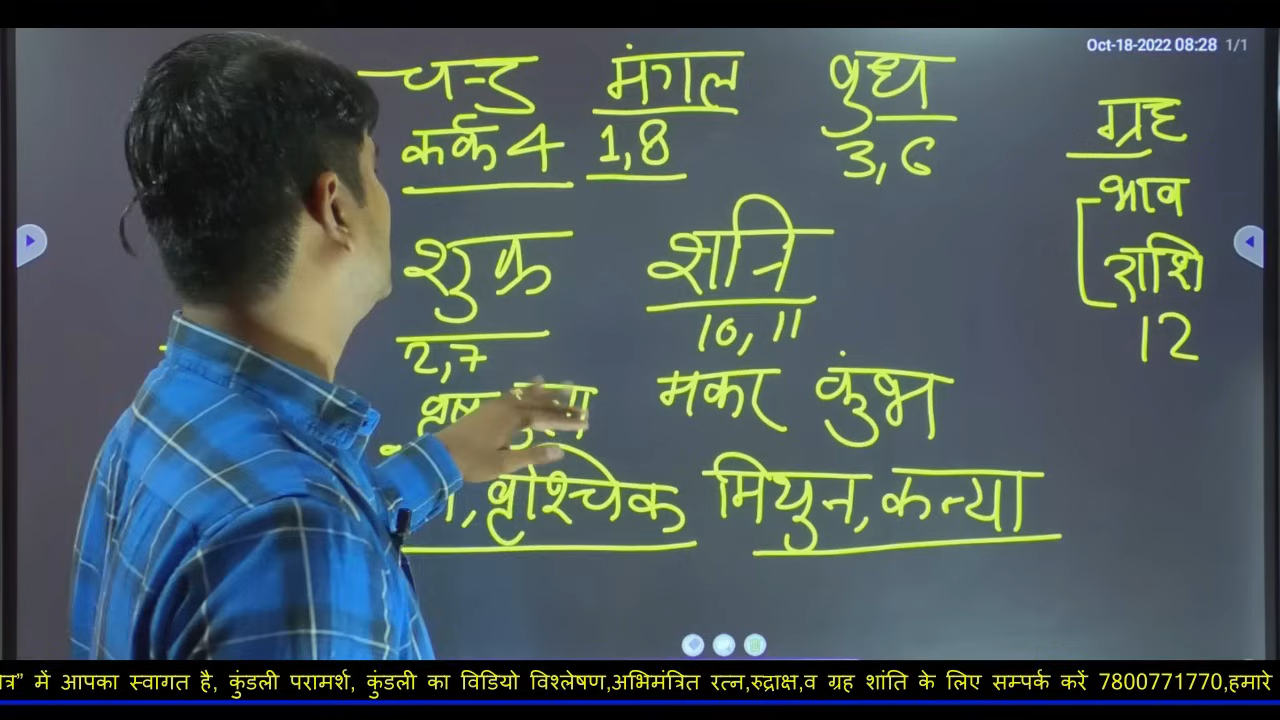 Oct-18-2022 08:28 1/1
चन्द्र मंगल बुध
कर्क 4 1,8 3,6
ग्रह
भाव
राशि
12
शुक्र शनि
2,7 10, 11
वृष मकर कुंभ
वृश्चिक मिथुन, कन्या
में आपका स्वागत है, कुंडली परामर्श, कुंडली का विडियो विश्लेषण,अभिमंत्रित रत्न,रुद्राक्ष,व ग्रह शांति के लिए सम्पर्क करें 7800771770,हमारे